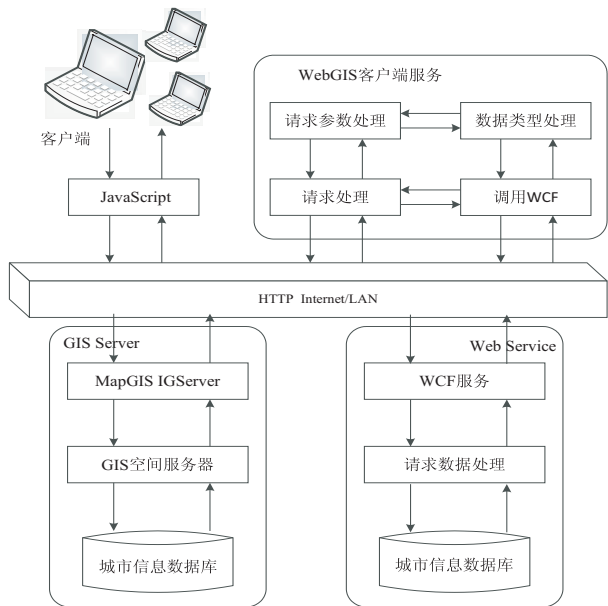 WebGIS客户端服务
客户端
请求参数处理
数据类型处理
JavaScript
请求处理
调用WCF
HTTP Internet/LAN
GIS Server
Web Service
MapGIS IGServer
WCF服务
GIS空间服务器
请求数据处理
城市信息数据库
城市信息数据库